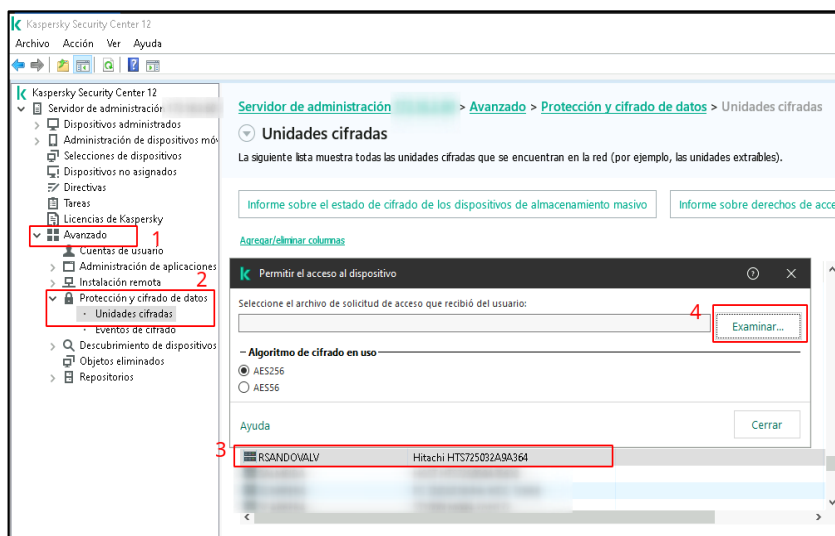 Kaspersky Security Center 12
Archivo Acción Ver Ayuda
Kaspersky Security Center 12
Servidor de administración
Dispositivos administrados
Administración de dispositivos móv
Selecciones de dispositivos
Dispositivos no asignados
Directivas
Tareas
Licencias de Kaspersky
Avanzado 1
Cuentas de usuario
Administración de aplicaciones
Instalación remota 2
Protección y cifrado de datos
Unidades cifradas
Eventos de cifrado
Descubrimiento de dispositivos
Objetos eliminados
Repositorios
Servidor de administración > Avanzado > Protección y cifrado de datos > Unidades cifradas
Unidades cifradas
La siguiente lista muestra todas las unidades cifradas que se encuentran en la red (por ejemplo, las unidades extraíbles).
Informe sobre el estado de cifrado de los dispositivos de almacenamiento masivo Informe sobre derechos de acce
Agregar/eliminar columnas
Permitir el acceso al dispositivo
Seleccione el archivo de solicitud de acceso que recibió del usuario:
4 Examinar...
Algoritmo de cifrado en uso
AES256
AES56
Ayuda Cerrar
3 RSANDOVALV Hitachi HTS725032A9A364